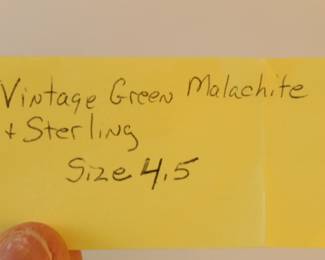 Vintage Green Malachite
+ Sterling
Size 4.5